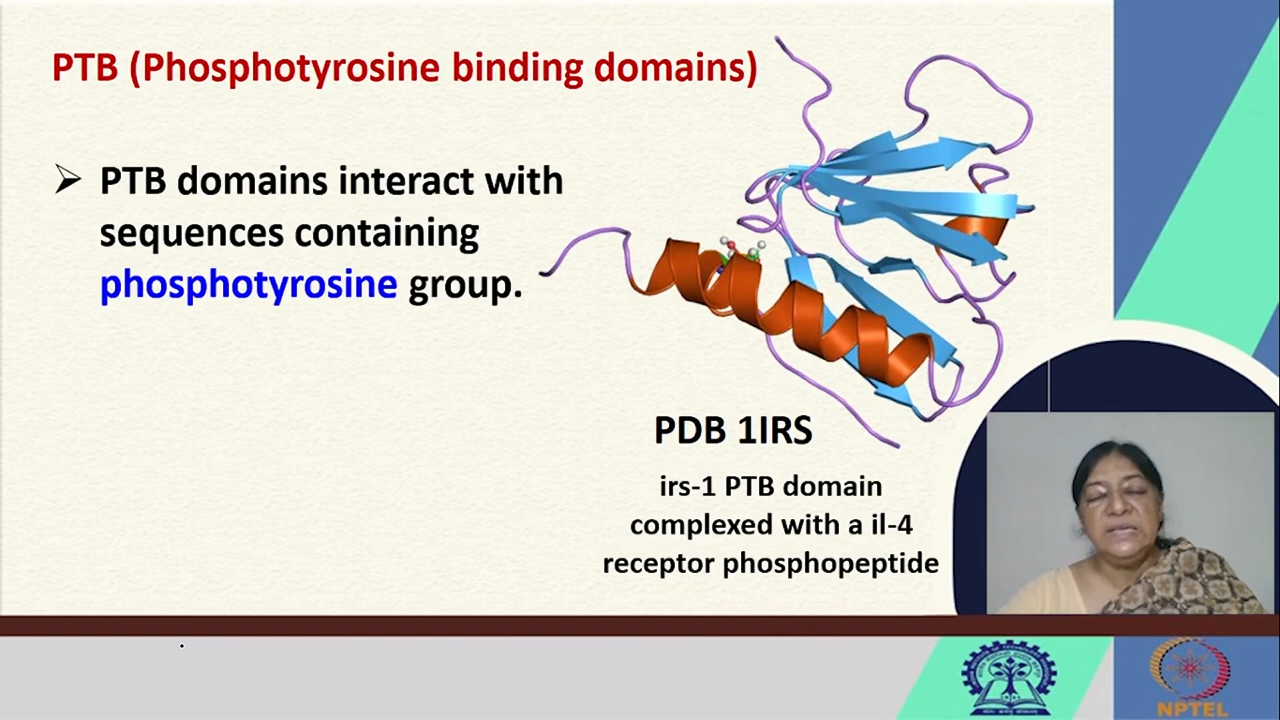 PTB (Phosphotyrosine binding domains)
➢ PTB domains interact with
sequences containing
phosphotyrosine group.
PDB 1IRS
irs-1 PTB domain
complexed with a il-4
receptor phosphopeptide
NPTEL